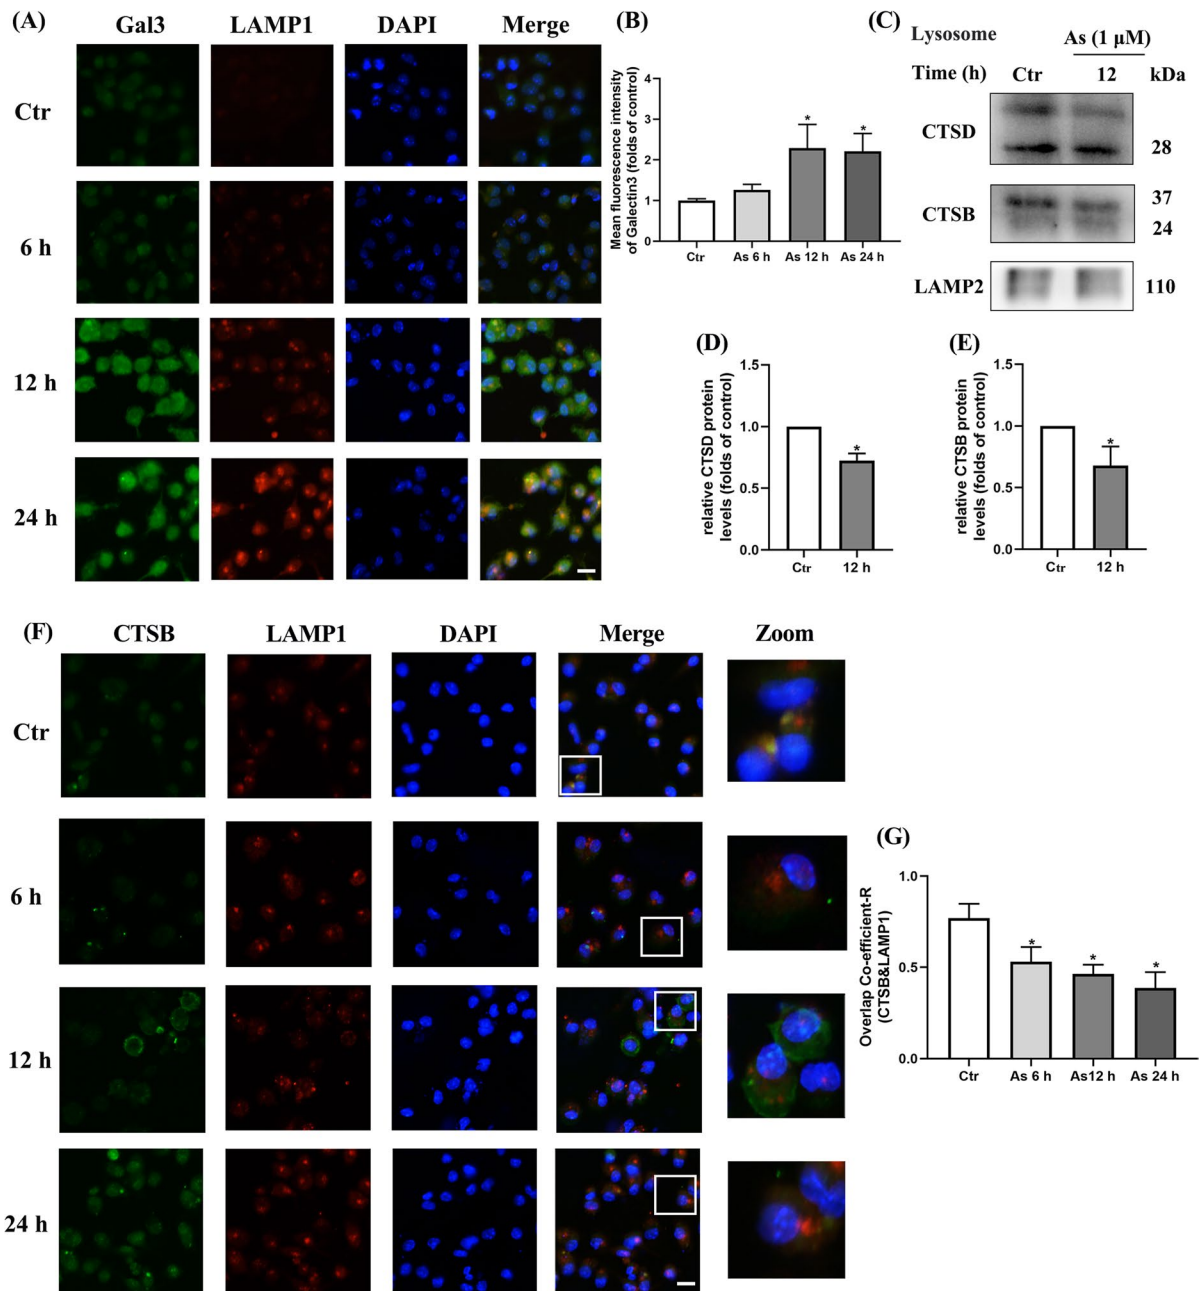 (A)
Gal3 LAMP1 DAPI Merge
Ctr
6 h
12 h
24 h
(B)
Mean fluorescence intensity
of Galectin3 (folds of control)
4
3
2
1
0
* *
Ctr As 6 h As 12 h As 24 h
(C)
Lysosome As (1 μM)
Time (h) Ctr 12 kDa
CTSD 28
CTSB 37
24
LAMP2 110
(D)
relative CTSD protein
levels (folds of control)
1.5
1.0
0.5
0.0
*
Ctr 12 h
(E)
relative CTSB protein
levels (folds of control)
1.5
1.0
0.5
0.0
*
Ctr 12 h
(F)
CTSB LAMP1 DAPI Merge Zoom
Ctr
6 h
12 h
24 h
(G)
Overlap Co-efficient-R
(CTSB&LAMP1)
1.0
0.5
0.0
* * *
Ctr As 6 h As12 h As 24 h